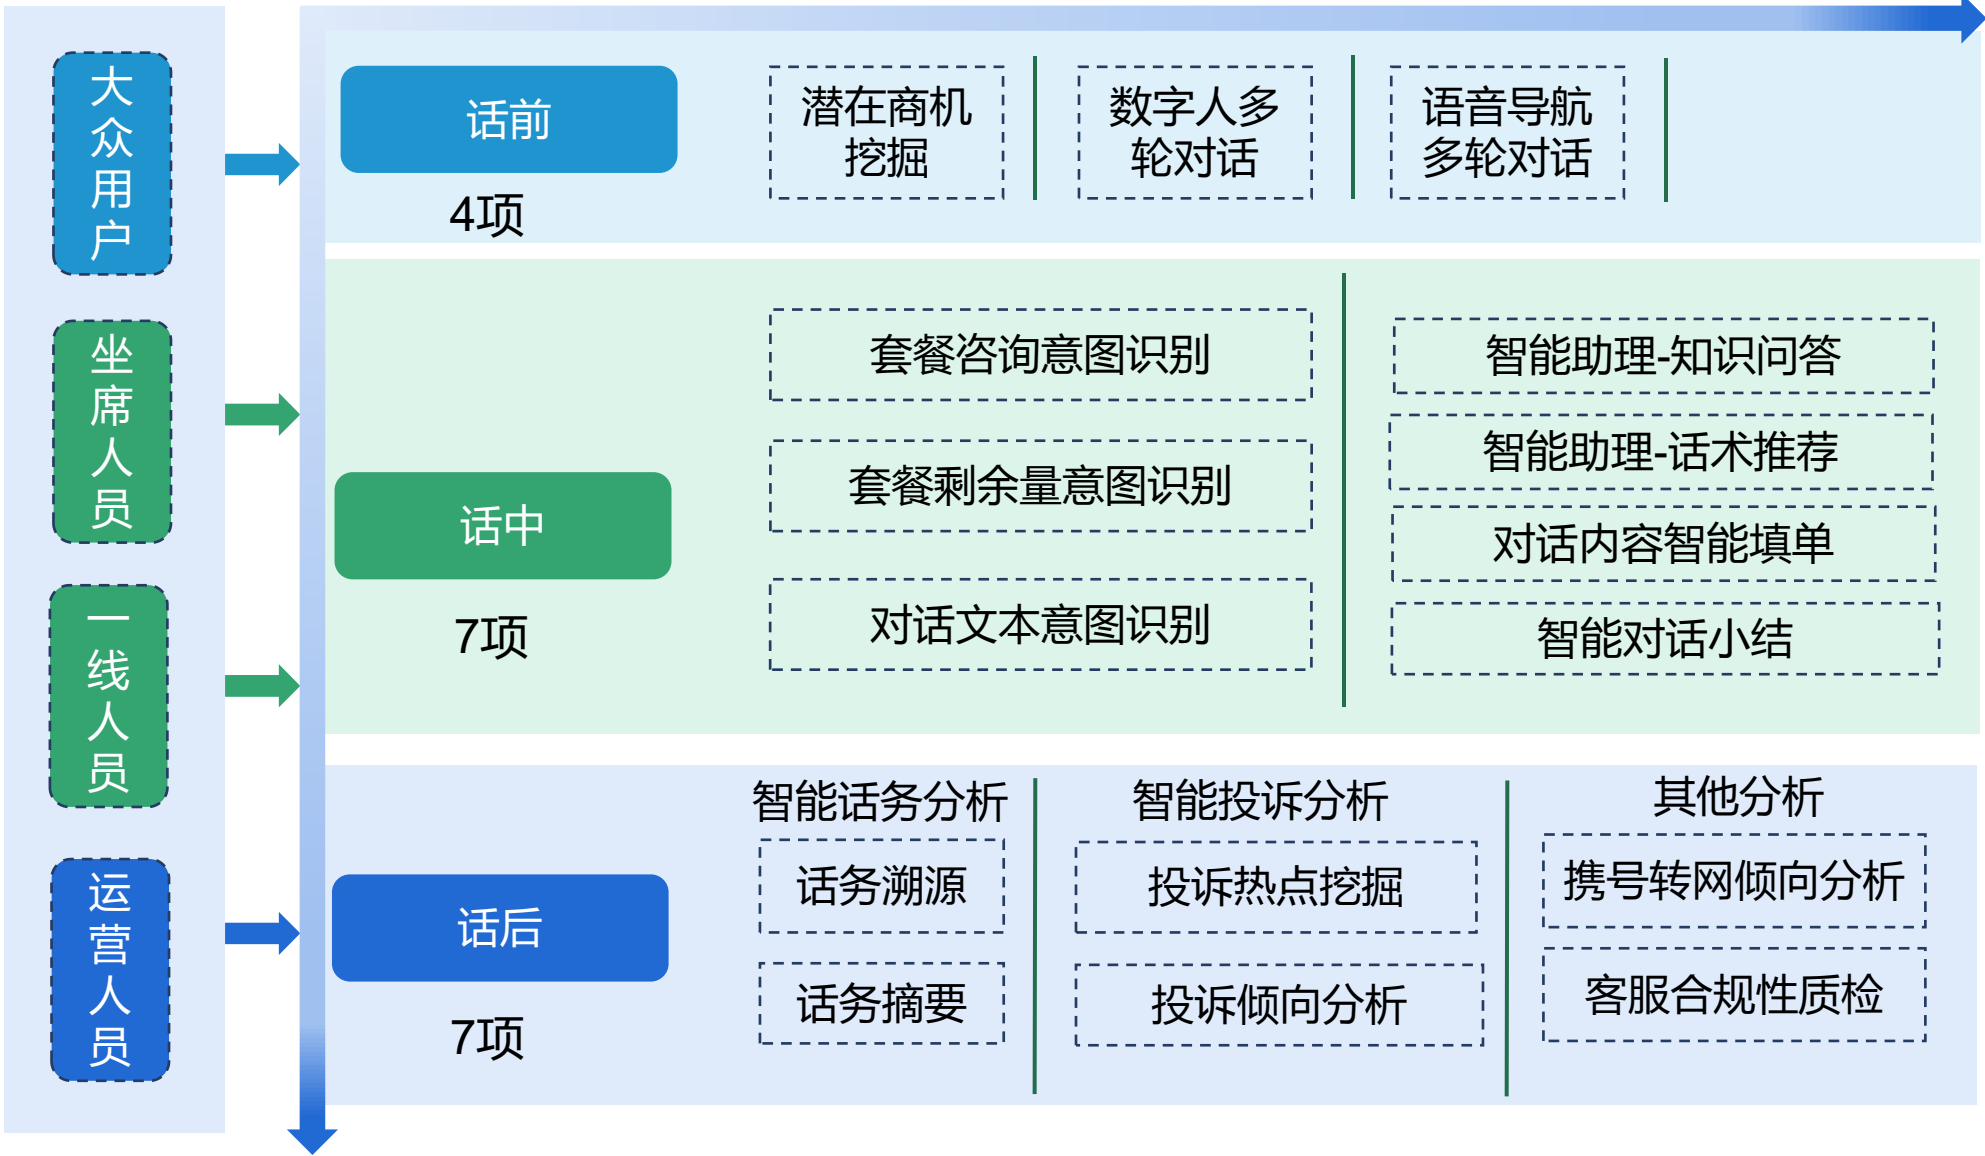 大众用户
坐席人员
一线人员
运营人员
话前
4项
潜在商机
挖掘
数字人多
轮对话
语音导航
多轮对话
话中
7项
套餐咨询意图识别
套餐剩余量意图识别
对话文本意图识别
智能助理-知识问答
智能助理-话术推荐
对话内容智能填单
智能对话小结
话后
7项
智能话务分析
话务溯源
话务摘要
智能投诉分析
投诉热点挖掘
投诉倾向分析
其他分析
携号转网倾向分析
客服合规性质检